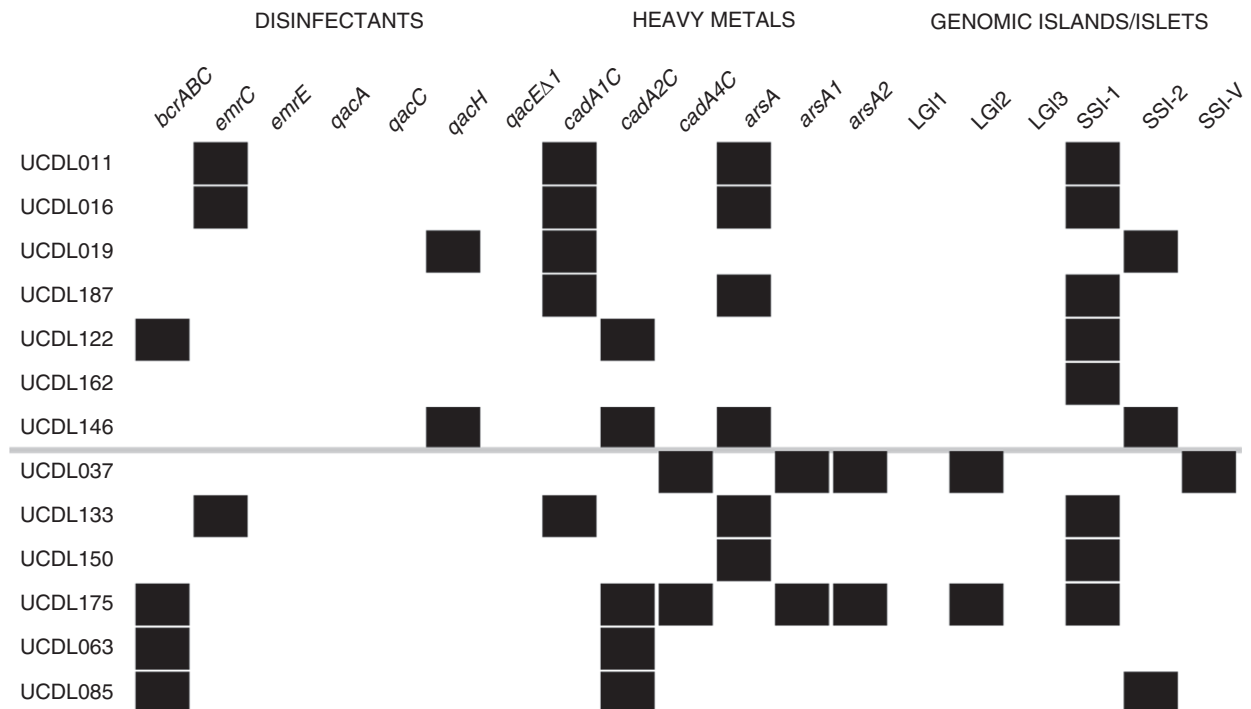 DISINFECTANTS HEAVY METALS GENOMIC ISLANDS/ISLETS
bcrABC emrC emrE qacA qacC qacH qacEΔ1 cadA1C cadA2C cadA4C arsA arsA1 arsA2 LGI1 LGI2 LGI3 SSI-1 SSI-2 SSI-V
UCDL011
UCDL016
UCDL019
UCDL187
UCDL122
UCDL162
UCDL146
UCDL037
UCDL133
UCDL150
UCDL175
UCDL063
UCDL085